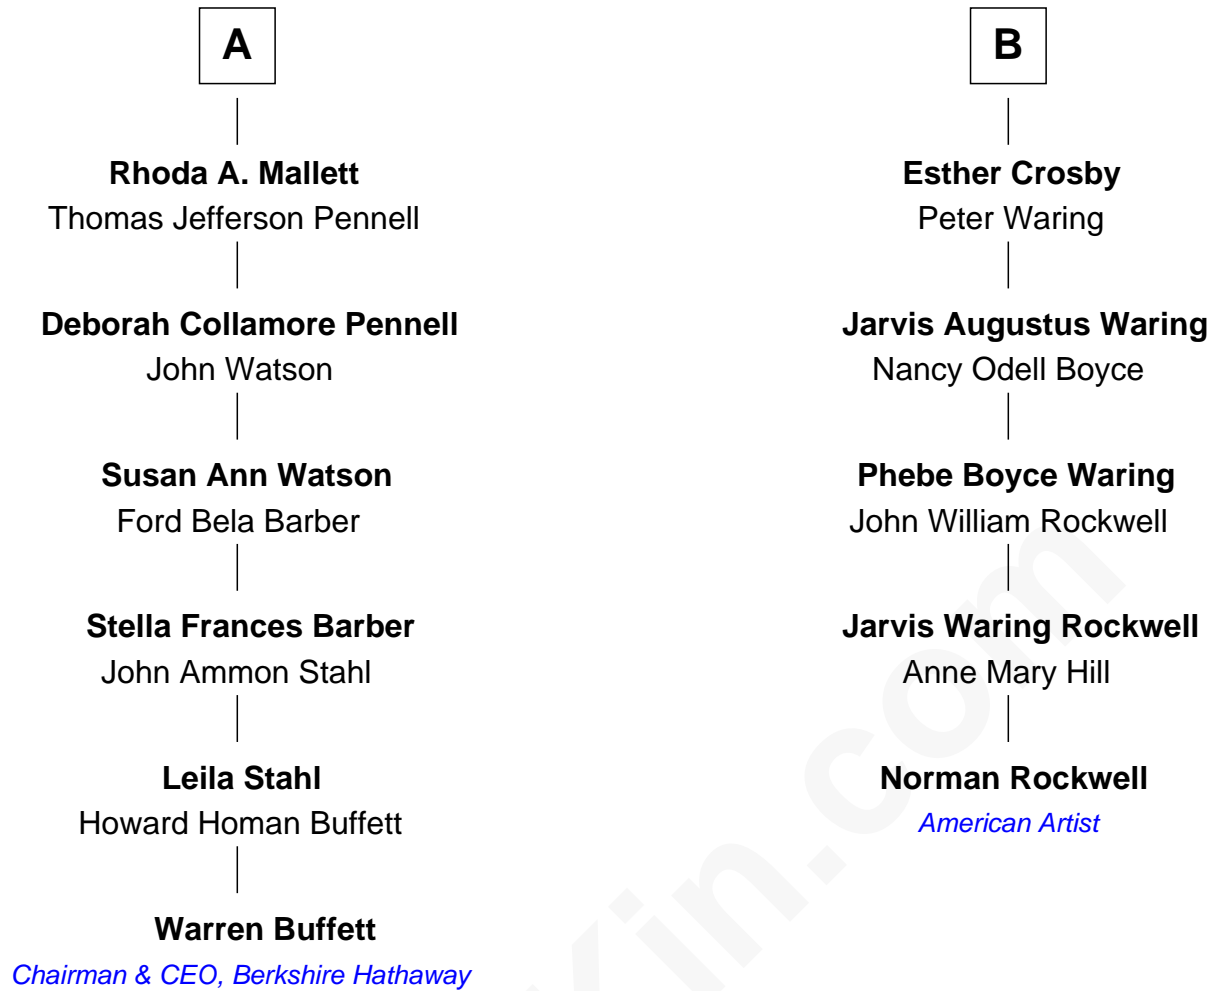 A
Rhoda A. Mallett
Thomas Jefferson Pennell
Deborah Collamore Pennell
John Watson
Susan Ann Watson
Ford Bela Barber
Stella Frances Barber
John Ammon Stahl
Leila Stahl
Howard Homan Buffett
Warren Buffett
Chairman & CEO, Berkshire Hathaway
B
Esther Crosby
Peter Waring
Jarvis Augustus Waring
Nancy Odell Boyce
Phebe Boyce Waring
John William Rockwell
Jarvis Waring Rockwell
Anne Mary Hill
Norman Rockwell
American Artist